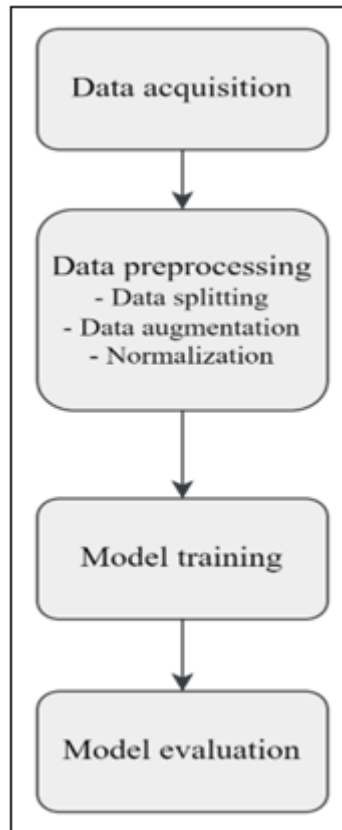 Data acquisition
Data preprocessing
- Data splitting
- Data augmentation
- Normalization
Model training
Model evaluation